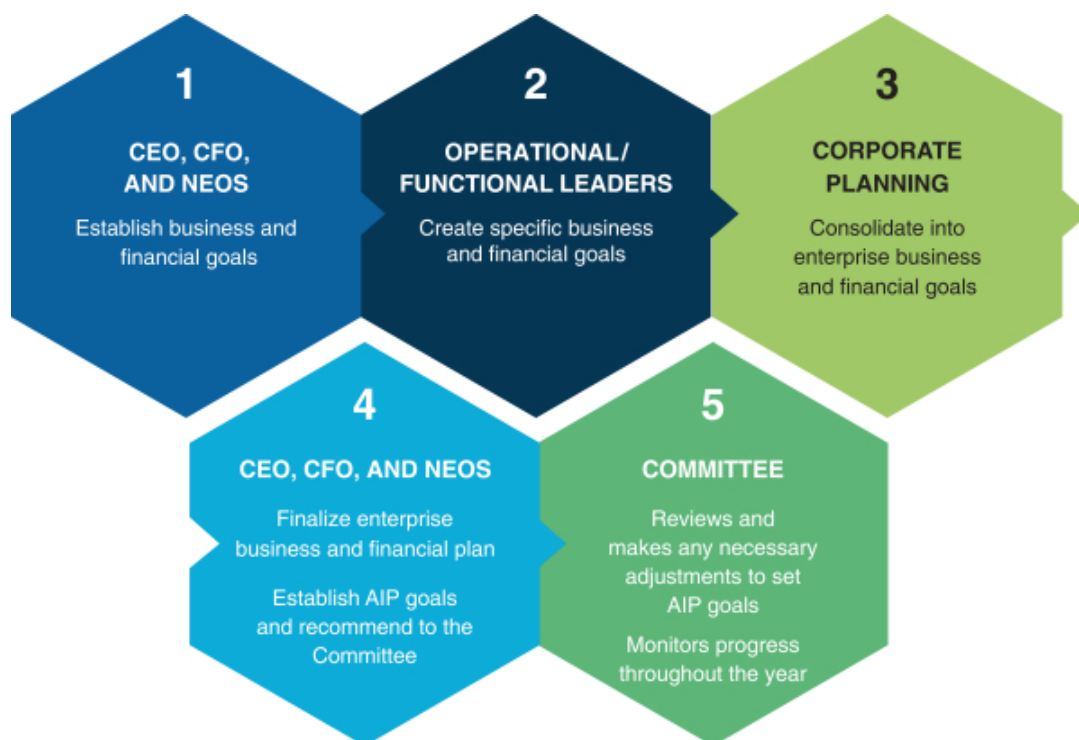 1
CEO, CFO,
AND NEOS
Establish business and
financial goals
2
OPERATIONAL/
FUNCTIONAL LEADERS
Create specific business
and financial goals
3
CORPORATE
PLANNING
Consolidate into
enterprise business
and financial goals
4
CEO, CFO, AND NEOS
Finalize enterprise
business and financial plan
Establish AIP goals
and recommend to the
Committee
5
COMMITTEE
Reviews and
makes any necessary
adjustments to set
AIP goals
Monitors progress
throughout the year